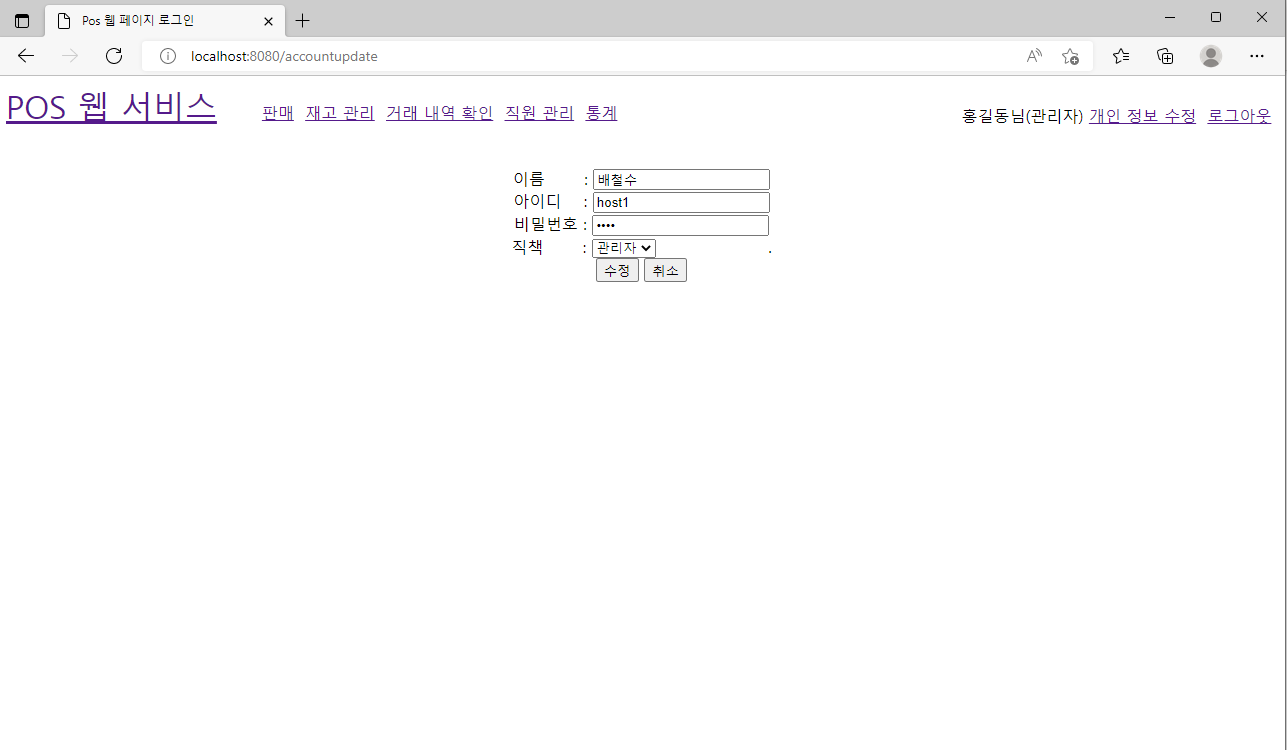 Pos 웹 페이지 로그인
localhost:8080/accountupdate
POS 웹 서비스 판매 재고 관리 거래 내역 확인 직원 관리 통계 홍길동님(관리자) 개인 정보 수정 로그아웃
이름 : 배철수
아이디 : host1
비밀번호 : ••••
직책 : 관리자 .
수정 취소